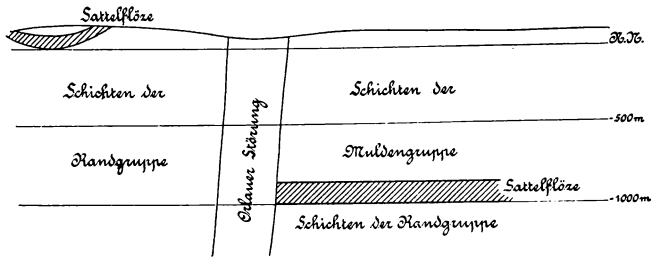 Sattelflöze
N.N.
Schichten der
Schichten der
-500m
Orlauer Störung
Randgruppe
Muldengruppe
Sattelflöze
-1000m
Schichten der Randgruppe